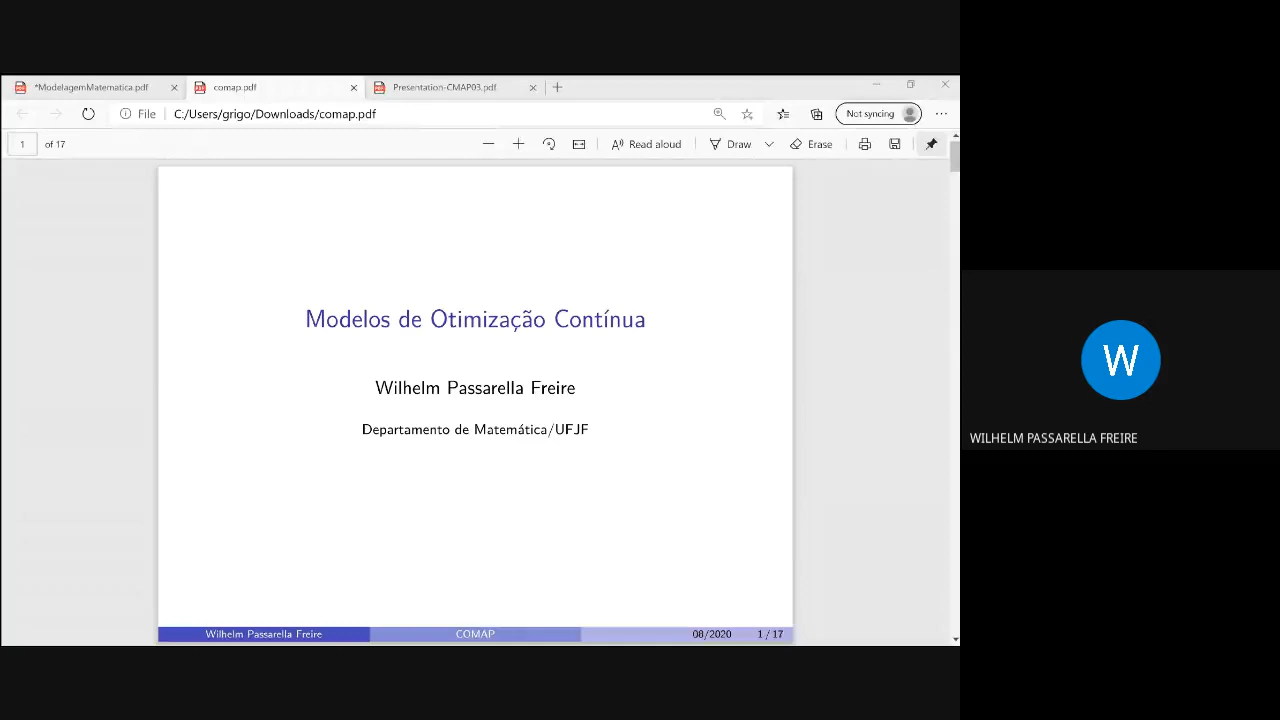 *ModelagemMatematica.pdf
comap.pdf
Presentation-CMAP03.pdf
File
C:/Users/grigo/Downloads/comap.pdf
Not syncing
1 of 17
Read aloud
Draw
Erase
Modelos de Otimização Contínua
Wilhelm Passarella Freire
Departamento de Matemática/UFJF
Wilhelm Passarella Freire
COMAP
08/2020
1 / 17
W
WILHELM PASSARELLA FREIRE